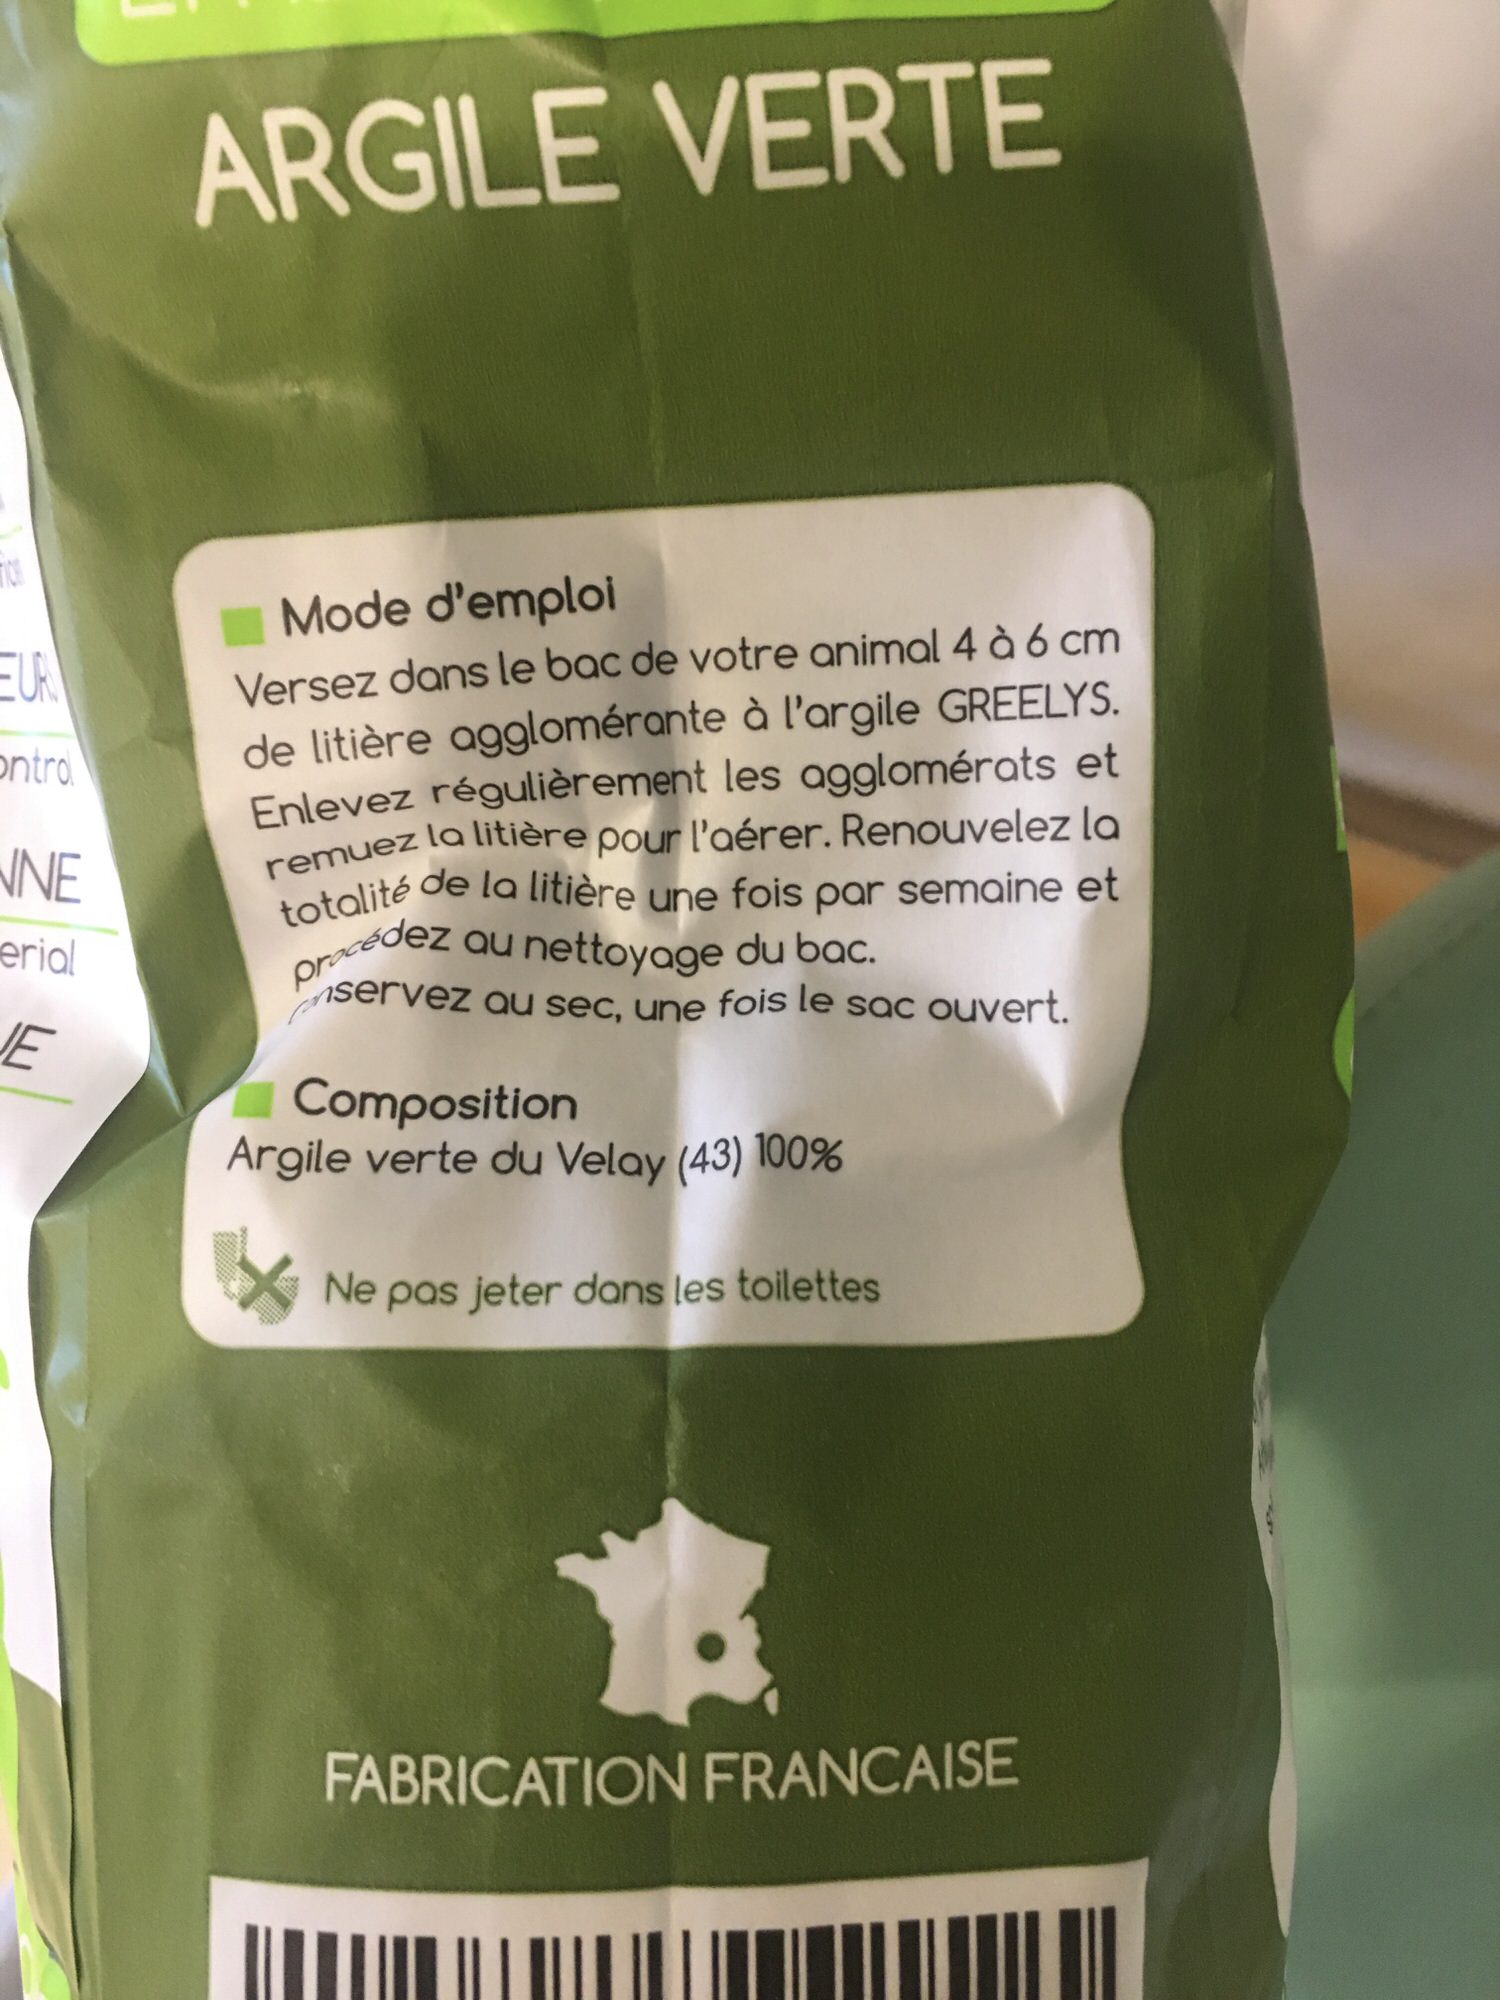 ARGILE VERTE
Mode d'emploi
Versez dans le bac de votre animal 4 à 6 cm
de litière agglomérante à l'argile GREELYS.
Enlevez régulièrement les agglomérats et
remuez la litière pour l'aérer. Renouvelez la
totalité de la litière une fois par semaine et
procédez au nettoyage du bac.
Conservez au sec, une fois le sac ouvert.
Composition
Argile verte du Velay (43) 100%
Ne pas jeter dans les toilettes
FABRICATION FRANCAISE